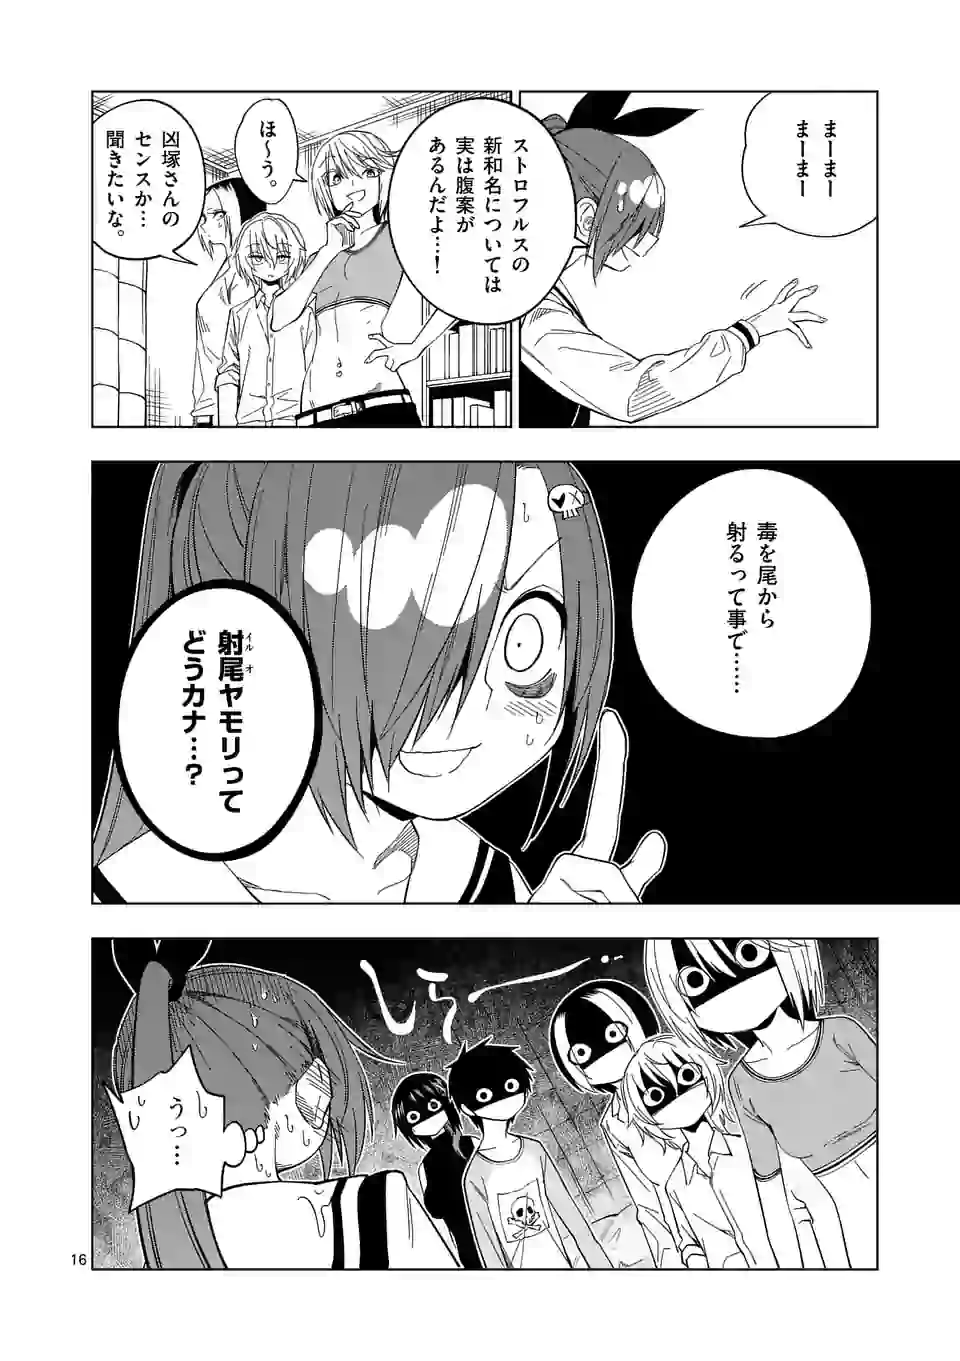 まーまー
まーまー
ストロフルスの
新和名については
実は腹案が
あるんだよ…!
ほ〜う。
凶塚さんの
センスか…
聞きたいな。
毒を尾から
射るって事で……
射尾ヤモリって
イルオ
どうカナ…?
しらーー…
うっ…
16